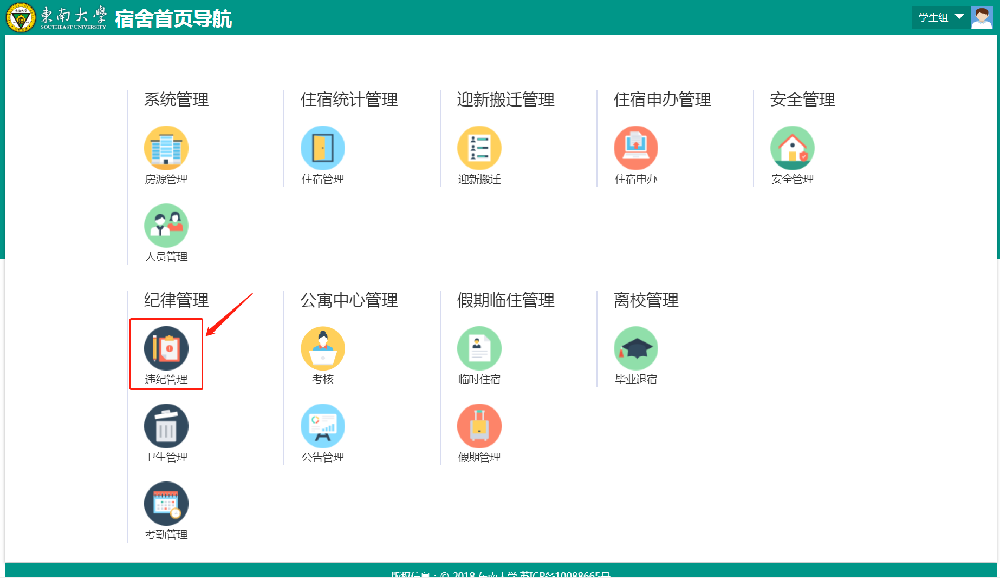 東南大學
SOUTHEAST UNIVERSITY
宿舍首页导航
学生组
系统管理
住宿统计管理
迎新搬迁管理
住宿申办管理
安全管理
房源管理
住宿管理
迎新搬迁
住宿申办
安全管理
人员管理
纪律管理
公寓中心管理
假期临住管理
离校管理
违纪管理
考核
临时住宿
毕业退宿
卫生管理
公告管理
假期管理
考勤管理
版权信息：© 2018 东南大学 苏ICP备10088665号